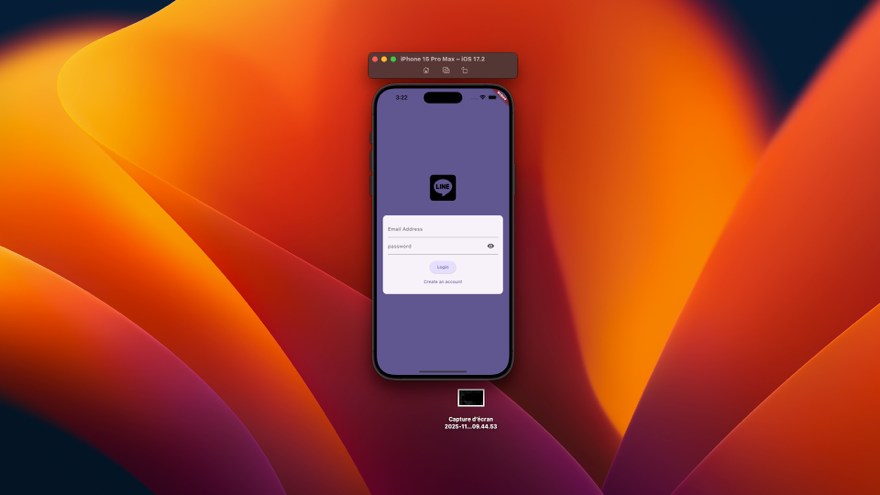 iPhone 15 Pro Max – iOS 17.2
3:22
LINE
Email Address
password
Login
Create an account
Capture d'écran
2025-11...09.44.53